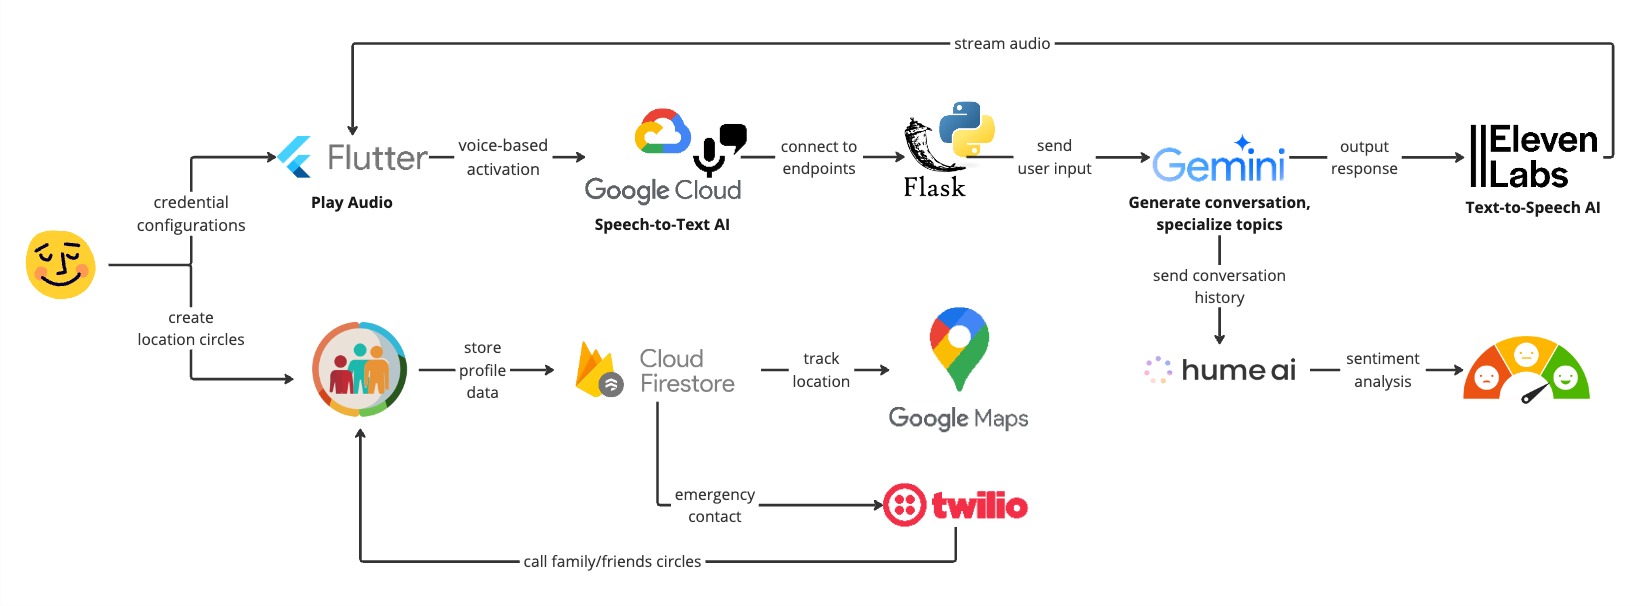 stream audio
Flutter
Play Audio
voice-based
activation
Google Cloud
Speech-to-Text AI
connect to
endpoints
Flask
send
user input
Gemini
Generate conversation,
specialize topics
output
response
||Eleven
Labs
Text-to-Speech AI
credential
configurations
create
location circles
send conversation
history
store
profile
data
Cloud
Firestore
track
location
Google Maps
hume ai
sentiment
analysis
emergency
contact
twilio
call family/friends circles